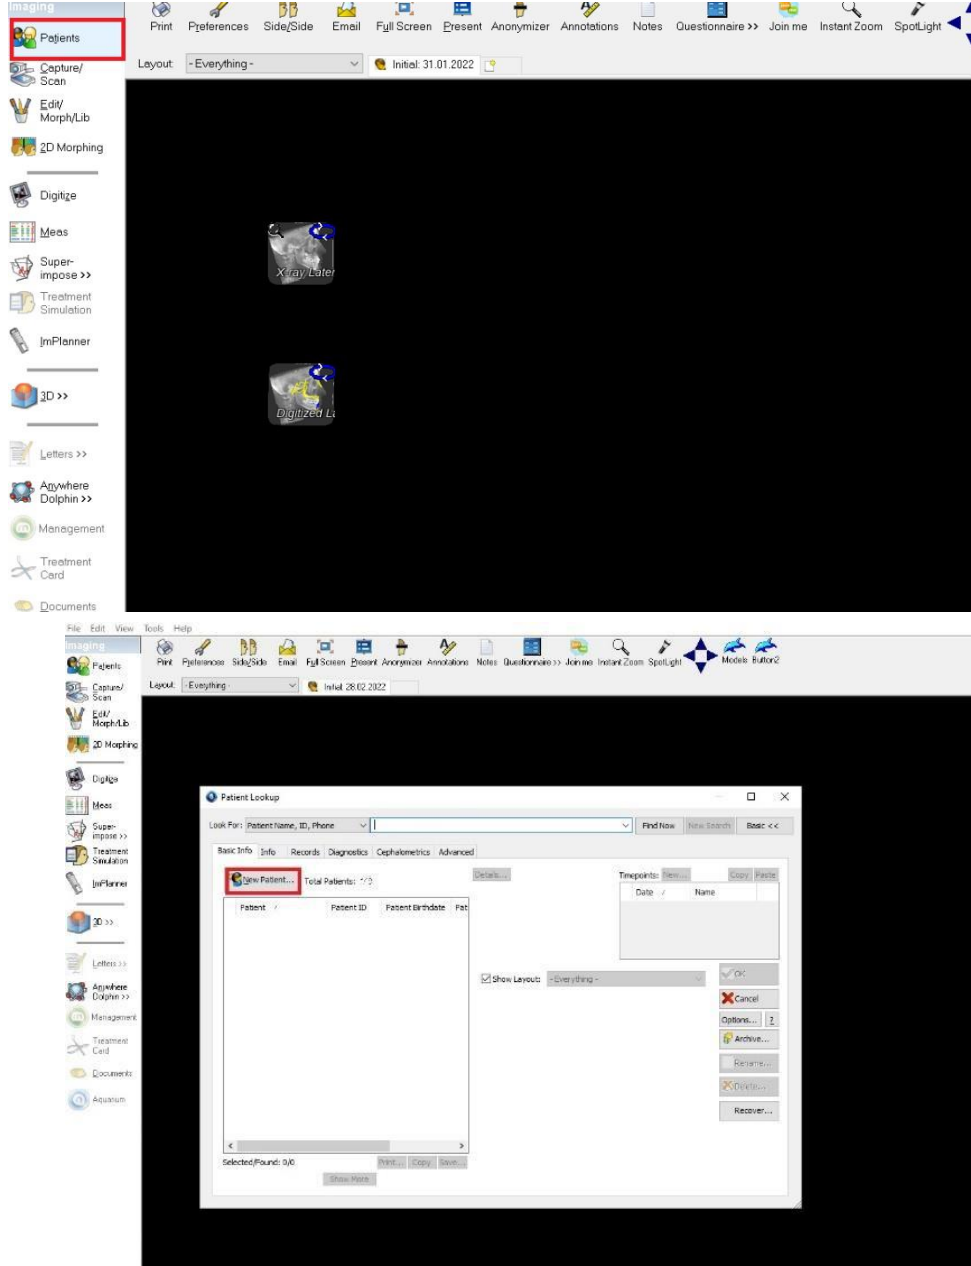 Imaging
Print Preferences Side/Side Email Full Screen Present Anonymizer Annotations Notes Questionnaire >> Join me Instant Zoom SpotLight
Patients
Layout: - Everything - Initial: 31.01.2022
Capture/
Scan
Edit/
Morph/Lib
2D Morphing
Digitize
Meas
Super-
impose >>
Treatment
Simulation
ImPlanner
3D >>
Letters >>
Anywhere
Dolphin >>
Management
Treatment
Card
Documents
X-ray Later
Digitized La
File Edit View Tools Help
Imaging
Print Preferences Side/Side Email Full Screen Present Anonymizer Annotations Notes Questionnaire >> Join me Instant Zoom SpotLight Models Button2
Patients
Layout: - Everything - Initial: 28.02.2022
Capture/
Scan
Edit/
Morph/Lib
2D Morphing
Digitize
Meas
Super-
impose >>
Treatment
Simulation
ImPlanner
3D >>
Letters >>
Anywhere
Dolphin >>
Management
Treatment
Card
Documents
Aquarium
Patient Lookup
Look For: Patient Name, ID, Phone Find Now New Search Basic <<
Basic Info Info Records Diagnostics Cephalometrics Advanced
New Patient... Total Patients: Details... Timepoints: New... Copy Paste
Date / Name
Patient / Patient ID Patient Birthdate Pat
Show Layout: - Everything - OK
Cancel
Options... ?
Archive...
Rename...
Delete...
Recover...
Selected/Found: 0/0 Print... Copy Save...
Show More